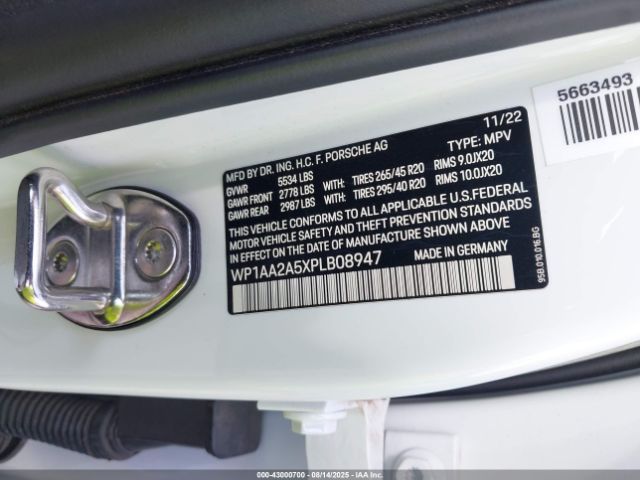 5663493
11/22
MFD BY DR. ING. H.C. F. PORSCHE AG TYPE: MPV
GVWR 5534 LBS
GAWR FRONT 2778 LBS WITH: TIRES 265/45 R20 RIMS 9.0JX20
GAWR REAR 2987 LBS WITH: TIRES 295/40 R20 RIMS 10.0JX20
THIS VEHICLE CONFORMS TO ALL APPLICABLE U.S. FEDERAL
MOTOR VEHICLE SAFETY AND THEFT PREVENTION STANDARDS
IN EFFECT ON THE DATE OF MANUFACTURE SHOWN ABOVE
WP1AA2A5XPLB08947 MADE IN GERMANY
95B.010.016.BG
000-43000700 - 08/14/2025 - IAAI.COM